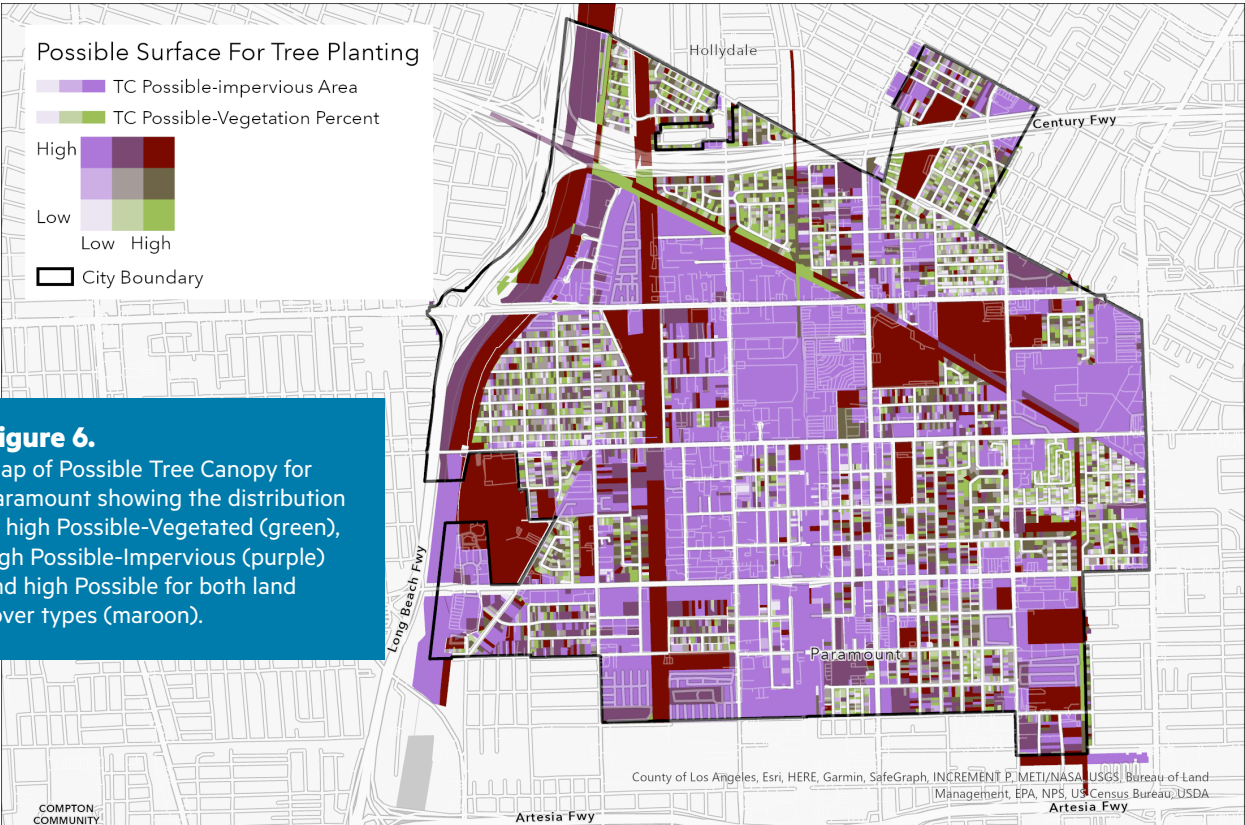 Possible Surface For Tree Planting
TC Possible-impervious Area
TC Possible-Vegetation Percent
High
Low
Low High
City Boundary
Hollydale
Century Fwy
igure 6.
ap of Possible Tree Canopy for
aramount showing the distribution
high Possible-Vegetated (green),
gh Possible-Impervious (purple)
nd high Possible for both land
over types (maroon).
Long Beach Fwy
Paramount
County of Los Angeles, Esri, HERE, Garmin, SafeGraph, INCREMENT P, METI/NASA, USGS, Bureau of Land
Management, EPA, NPS, US Census Bureau, USDA
Artesia Fwy
Artesia Fwy
COMPTON
COMMUNITY